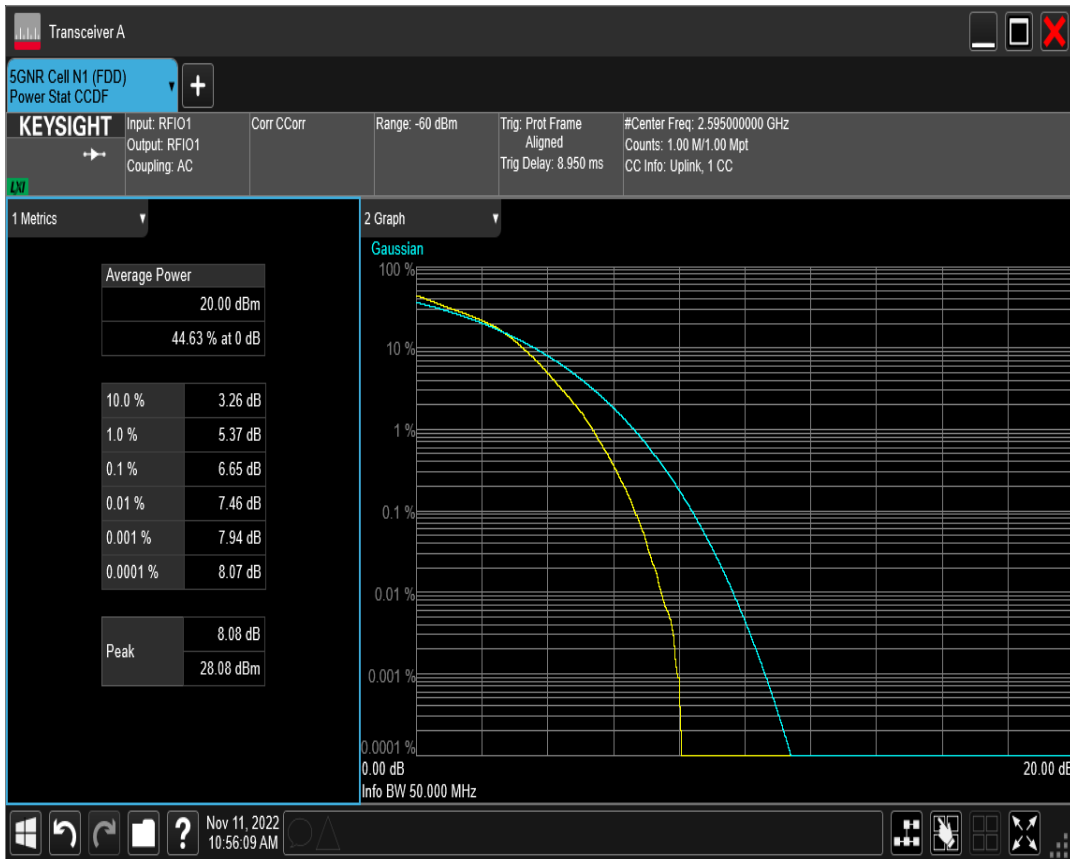 Transceiver A
5GNR Cell N1 (FDD)
Power Stat CCDF
+
KEYSIGHT
LXI
Input: RFIO1
Output: RFIO1
Coupling: AC
Corr CCorr
Range: -60 dBm
Trig: Prot Frame
Aligned
Trig Delay: 8.950 ms
#Center Freq: 2.595000000 GHz
Counts: 1.00 M/1.00 Mpt
CC Info: Uplink, 1 CC
1 Metrics
Average Power
20.00 dBm
44.63 % at 0 dB
10.0 % 3.26 dB
1.0 % 5.37 dB
0.1 % 6.65 dB
0.01 % 7.46 dB
0.001 % 7.94 dB
0.0001 % 8.07 dB
Peak
8.08 dB
28.08 dBm
2 Graph
Gaussian
100 %
10 %
1 %
0.1 %
0.01 %
0.001 %
0.0001 %
0.00 dB 20.00 dB
Info BW 50.000 MHz
?
Nov 11, 2022
10:56:09 AM